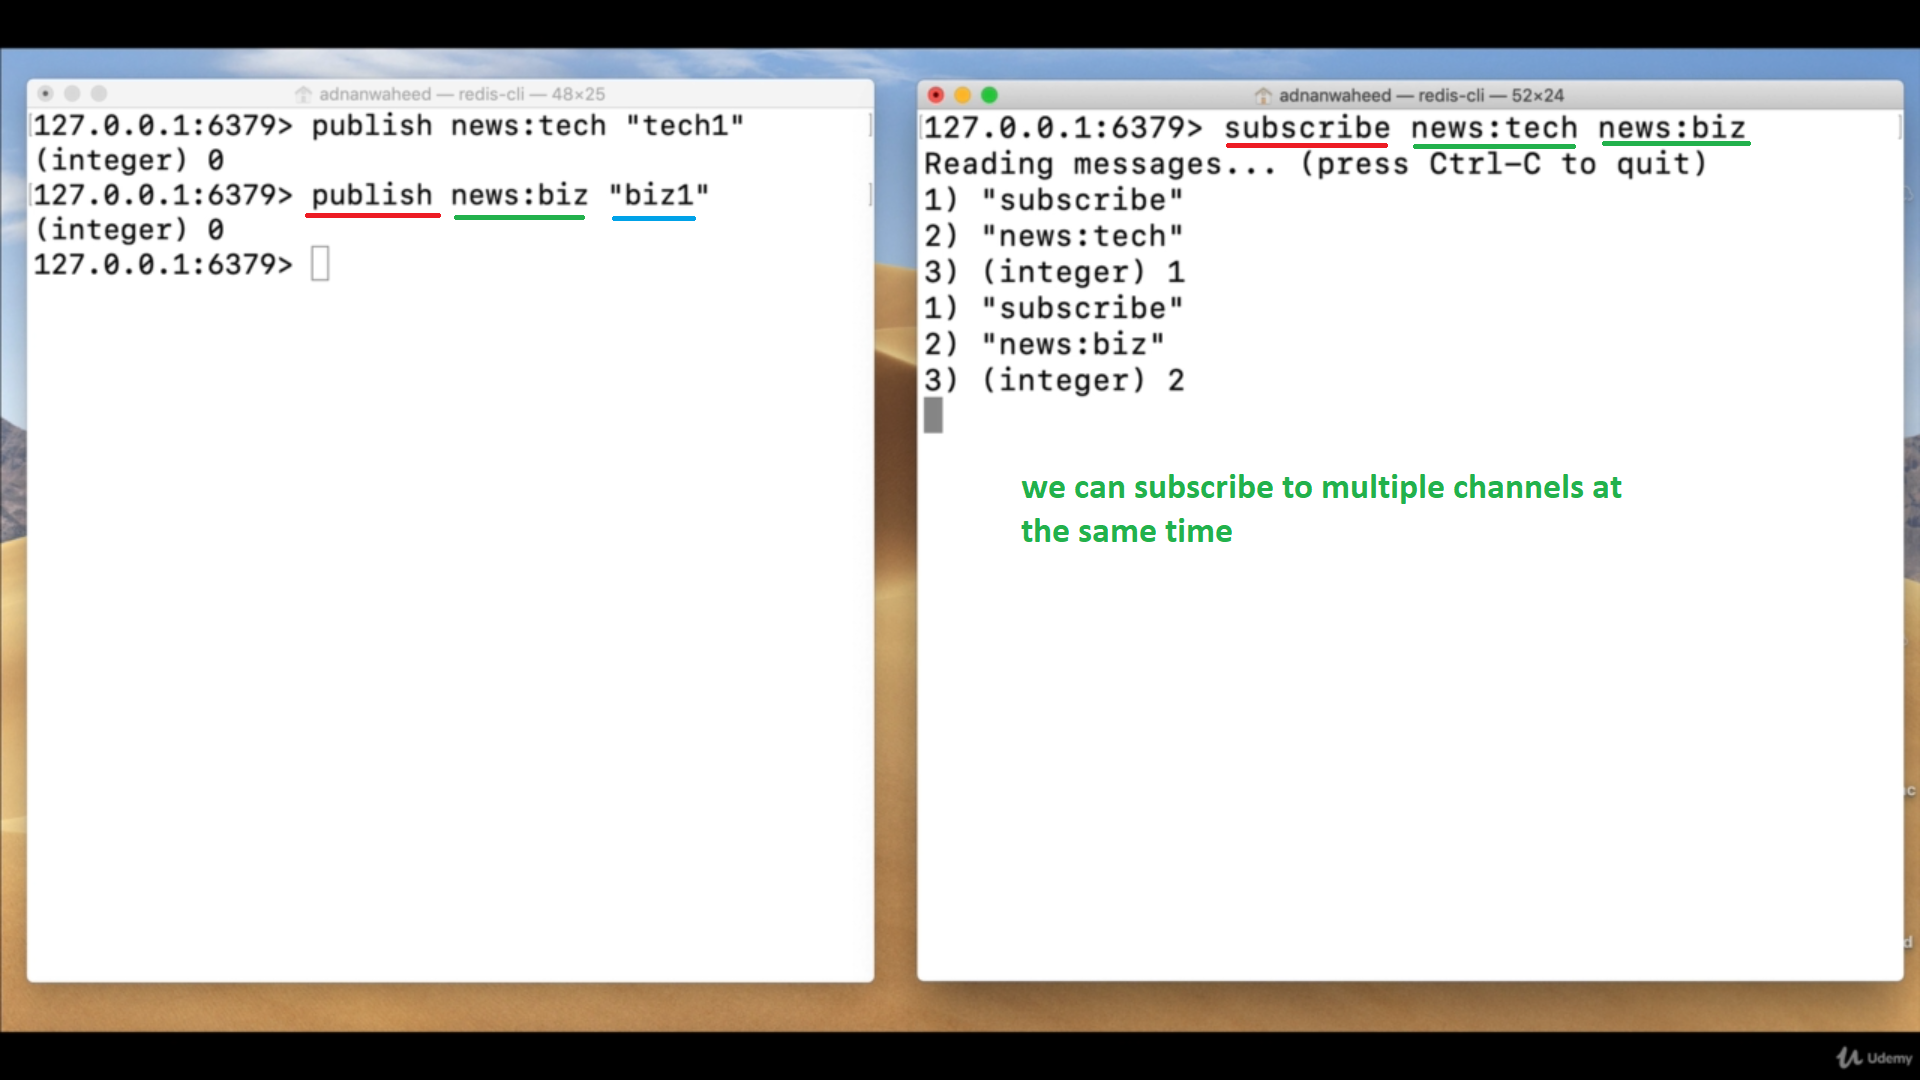 adnanwaheed — redis-cli — 48×25
127.0.0.1:6379> publish news:tech "tech1"
(integer) 0
127.0.0.1:6379> publish news:biz "biz1"
(integer) 0
127.0.0.1:6379>
adnanwaheed — redis-cli — 52×24
127.0.0.1:6379> subscribe news:tech news:biz
Reading messages... (press Ctrl-C to quit)
1) "subscribe"
2) "news:tech"
3) (integer) 1
1) "subscribe"
2) "news:biz"
3) (integer) 2
we can subscribe to multiple channels at
the same time
Udemy